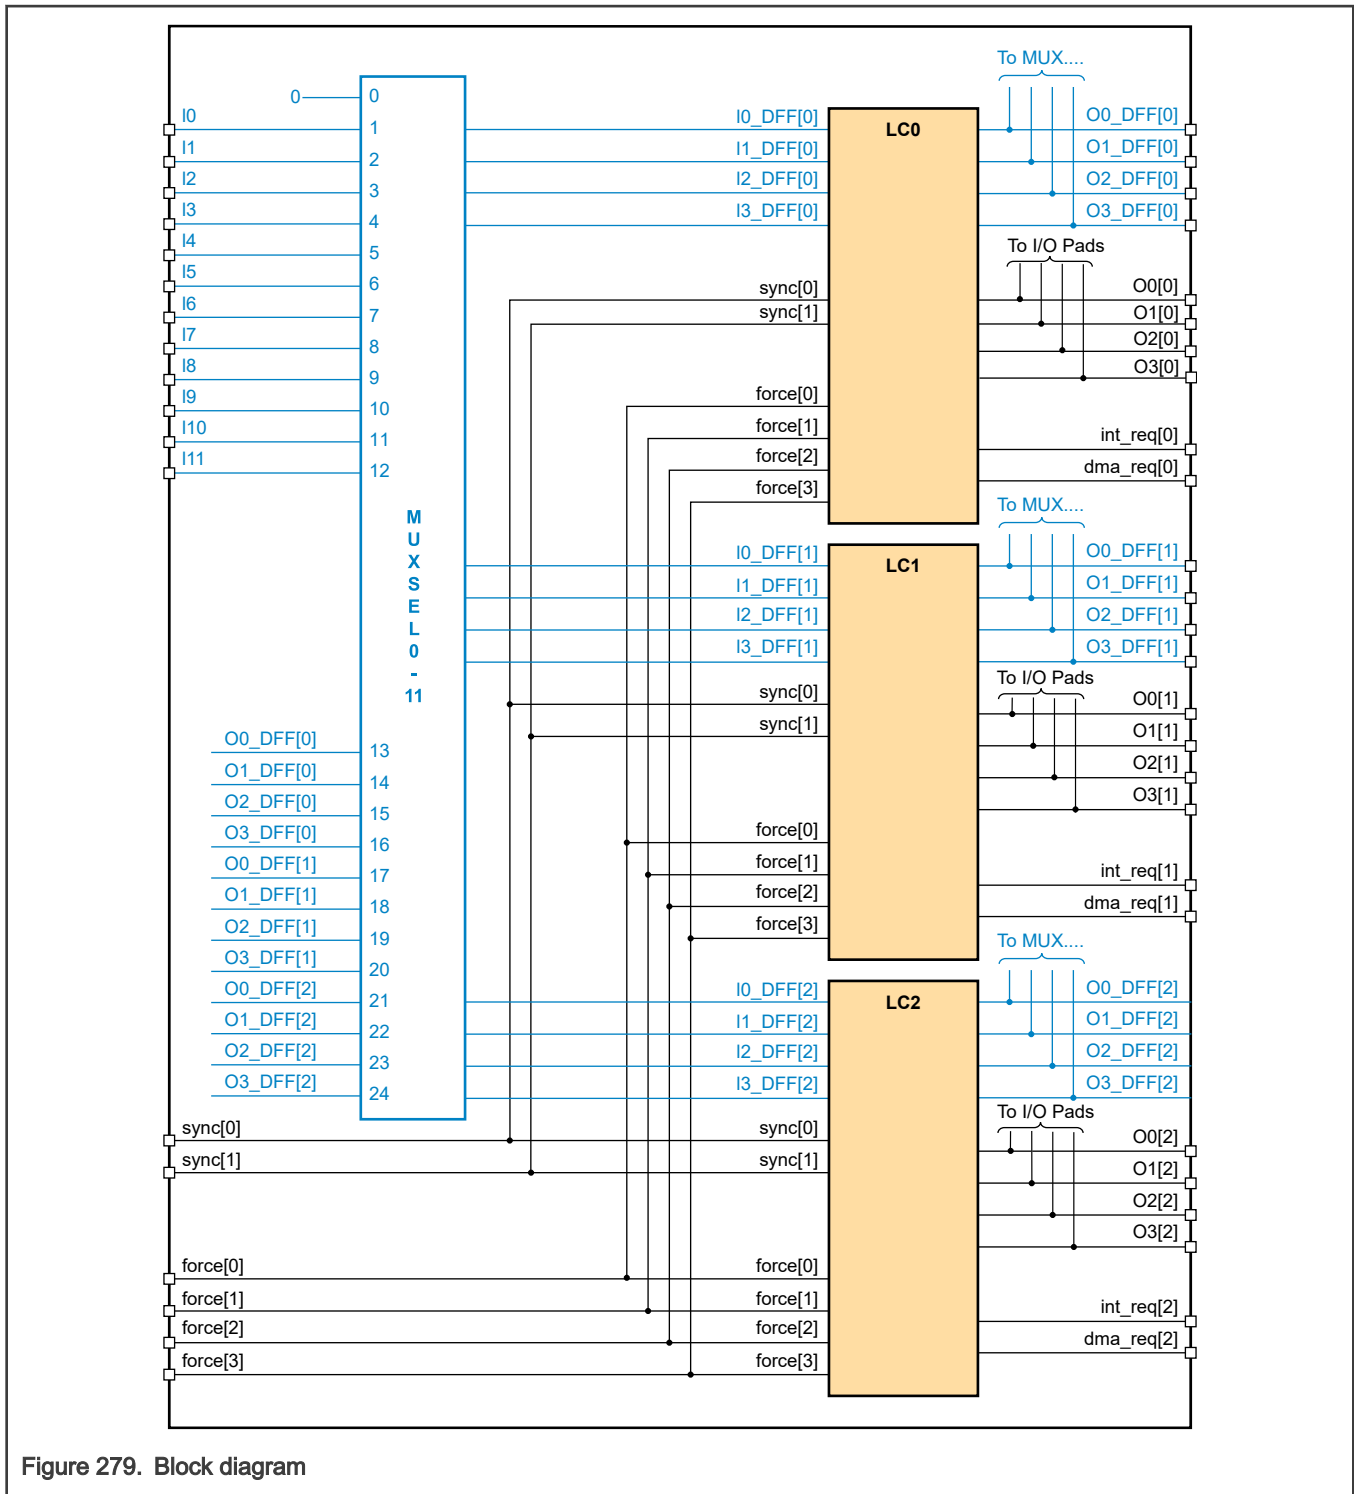 To MUX....
0
0
I0
1
I1
2
I2
3
I3
4
I4
5
I5
6
I6
7
I7
8
I8
9
I9
10
I10
11
I11
12
MUXSEL0-11
O0_DFF[0]
13
O1_DFF[0]
14
O2_DFF[0]
15
O3_DFF[0]
16
O0_DFF[1]
17
O1_DFF[1]
18
O2_DFF[1]
19
O3_DFF[1]
20
O0_DFF[2]
21
O1_DFF[2]
22
O2_DFF[2]
23
O3_DFF[2]
24
sync[0]
sync[1]
force[0]
force[1]
force[2]
force[3]
I0_DFF[0]
I1_DFF[0]
I2_DFF[0]
I3_DFF[0]
sync[0]
sync[1]
force[0]
force[1]
force[2]
force[3]
LC0
O0_DFF[0]
O1_DFF[0]
O2_DFF[0]
O3_DFF[0]
To I/O Pads
O0[0]
O1[0]
O2[0]
O3[0]
int_req[0]
dma_req[0]
To MUX....
I0_DFF[1]
I1_DFF[1]
I2_DFF[1]
I3_DFF[1]
sync[0]
sync[1]
force[0]
force[1]
force[2]
force[3]
LC1
O0_DFF[1]
O1_DFF[1]
O2_DFF[1]
O3_DFF[1]
To I/O Pads
O0[1]
O1[1]
O2[1]
O3[1]
int_req[1]
dma_req[1]
To MUX....
I0_DFF[2]
I1_DFF[2]
I2_DFF[2]
I3_DFF[2]
sync[0]
sync[1]
force[0]
force[1]
force[2]
force[3]
LC2
O0_DFF[2]
O1_DFF[2]
O2_DFF[2]
O3_DFF[2]
To I/O Pads
O0[2]
O1[2]
O2[2]
O3[2]
int_req[2]
dma_req[2]
Figure 279. Block diagram